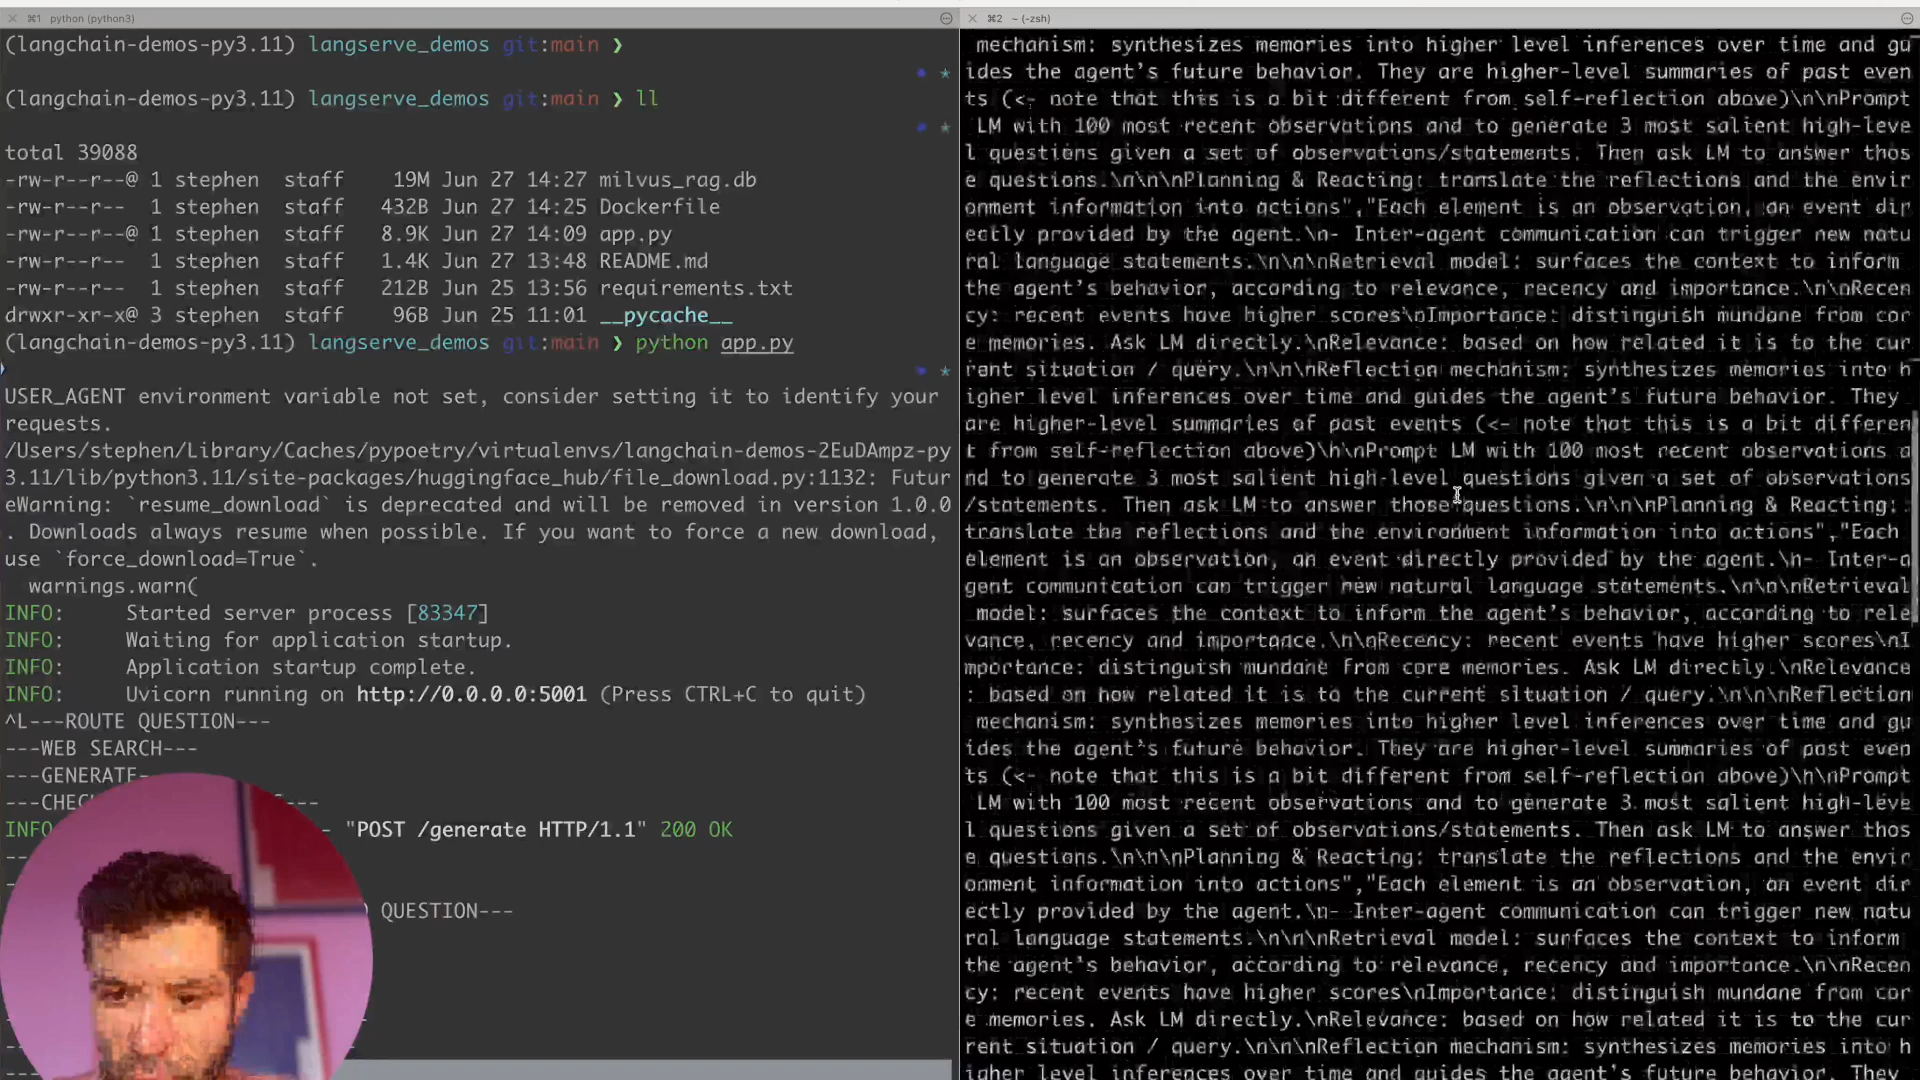 ⌘1 python (python3)
(langchain-demos-py3.11) langserve_demos git:main ❯
(langchain-demos-py3.11) langserve_demos git:main ❯ ll
total 39088
-rw-r--r--@ 1 stephen staff 19M Jun 27 14:27 milvus_rag.db
-rw-r--r-- 1 stephen staff 432B Jun 27 14:25 Dockerfile
-rw-r--r--@ 1 stephen staff 8.9K Jun 27 14:09 app.py
-rw-r--r-- 1 stephen staff 1.4K Jun 27 13:48 README.md
-rw-r--r-- 1 stephen staff 212B Jun 25 13:56 requirements.txt
drwxr-xr-x@ 3 stephen staff 96B Jun 25 11:01 __pycache__
(langchain-demos-py3.11) langserve_demos git:main ❯ python app.py
USER_AGENT environment variable not set, consider setting it to identify your
requests.
/Users/stephen/Library/Caches/pypoetry/virtualenvs/langchain-demos-2EuDAmpz-py
3.11/lib/python3.11/site-packages/huggingface_hub/file_download.py:1132: Futur
eWarning: `resume_download` is deprecated and will be removed in version 1.0.0
. Downloads always resume when possible. If you want to force a new download,
use `force_download=True`.
warnings.warn(
INFO: Started server process [83347]
INFO: Waiting for application startup.
INFO: Application startup complete.
INFO: Uvicorn running on http://0.0.0.0:5001 (Press CTRL+C to quit)
^L---ROUTE QUESTION---
---WEB SEARCH---
---GENERATE-
---CHEC ---
INFO - "POST /generate HTTP/1.1" 200 OK
QUESTION---
⌘2 ~ (-zsh)
mechanism: synthesizes memories into higher level inferences over time and gu
ides the agent’s future behavior. They are higher-level summaries of past even
ts (<- note that this is a bit different from self-reflection above)\n\nPrompt
LM with 100 most recent observations and to generate 3 most salient high-leve
l questions given a set of observations/statements. Then ask LM to answer thos
e questions.\n\n\nPlanning & Reacting: translate the reflections and the envir
onment information into actions","Each element is an observation, an event dir
ectly provided by the agent.\n- Inter-agent communication can trigger new natu
ral language statements.\n\n\nRetrieval model: surfaces the context to inform
the agent’s behavior, according to relevance, recency and importance.\n\nRecen
cy: recent events have higher scores\nImportance: distinguish mundane from cor
e memories. Ask LM directly.\nRelevance: based on how related it is to the cur
rent situation / query.\n\n\nReflection mechanism: synthesizes memories into h
igher level inferences over time and guides the agent’s future behavior. They
are higher-level summaries of past events (<- note that this is a bit differen
t from self-reflection above)\n\nPrompt LM with 100 most recent observations a
nd to generate 3 most salient high-level questions given a set of observations
/statements. Then ask LM to answer those questions.\n\n\nPlanning & Reacting:
translate the reflections and the environment information into actions","Each
element is an observation, an event directly provided by the agent.\n- Inter-a
gent communication can trigger new natural language statements.\n\n\nRetrieval
model: surfaces the context to inform the agent’s behavior, according to rele
vance, recency and importance.\n\nRecency: recent events have higher scores\nI
mportance: distinguish mundane from core memories. Ask LM directly.\nRelevance
: based on how related it is to the current situation / query.\n\n\nReflection
mechanism: synthesizes memories into higher level inferences over time and gu
ides the agent’s future behavior. They are higher-level summaries of past even
ts (<- note that this is a bit different from self-reflection above)\n\nPrompt
LM with 100 most recent observations and to generate 3 most salient high-leve
l questions given a set of observations/statements. Then ask LM to answer thos
e questions.\n\n\nPlanning & Reacting: translate the reflections and the envir
onment information into actions","Each element is an observation, an event dir
ectly provided by the agent.\n- Inter-agent communication can trigger new natu
ral language statements.\n\n\nRetrieval model: surfaces the context to inform
the agent’s behavior, according to relevance, recency and importance.\n\nRecen
cy: recent events have higher scores\nImportance: distinguish mundane from cor
e memories. Ask LM directly.\nRelevance: based on how related it is to the cur
rent situation / query.\n\n\nReflection mechanism: synthesizes memories into h
igher level inferences over time and guides the agent’s future behavior. They